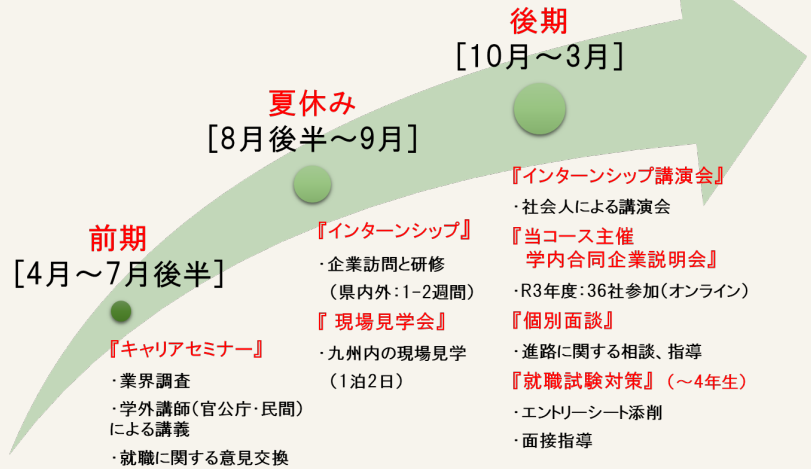 前期
[4月～7月後半]
『キャリアセミナー』
・業界調査
・学外講師(官公庁・民間)
による講義
・就職に関する意見交換
夏休み
[8月後半～9月]
『インターンシップ』
・企業訪問と研修
(県内外:1-2週間)
『 現場見学会』
・九州内の現場見学
(1泊2日)
後期
[10月～3月]
『インターンシップ講演会』
・社会人による講演会
『当コース主催
学内合同企業説明会』
・R3年度:36社参加(オンライン)
『個別面談』
・進路に関する相談、指導
『就職試験対策』 (～4年生)
・エントリーシート添削
・面接指導